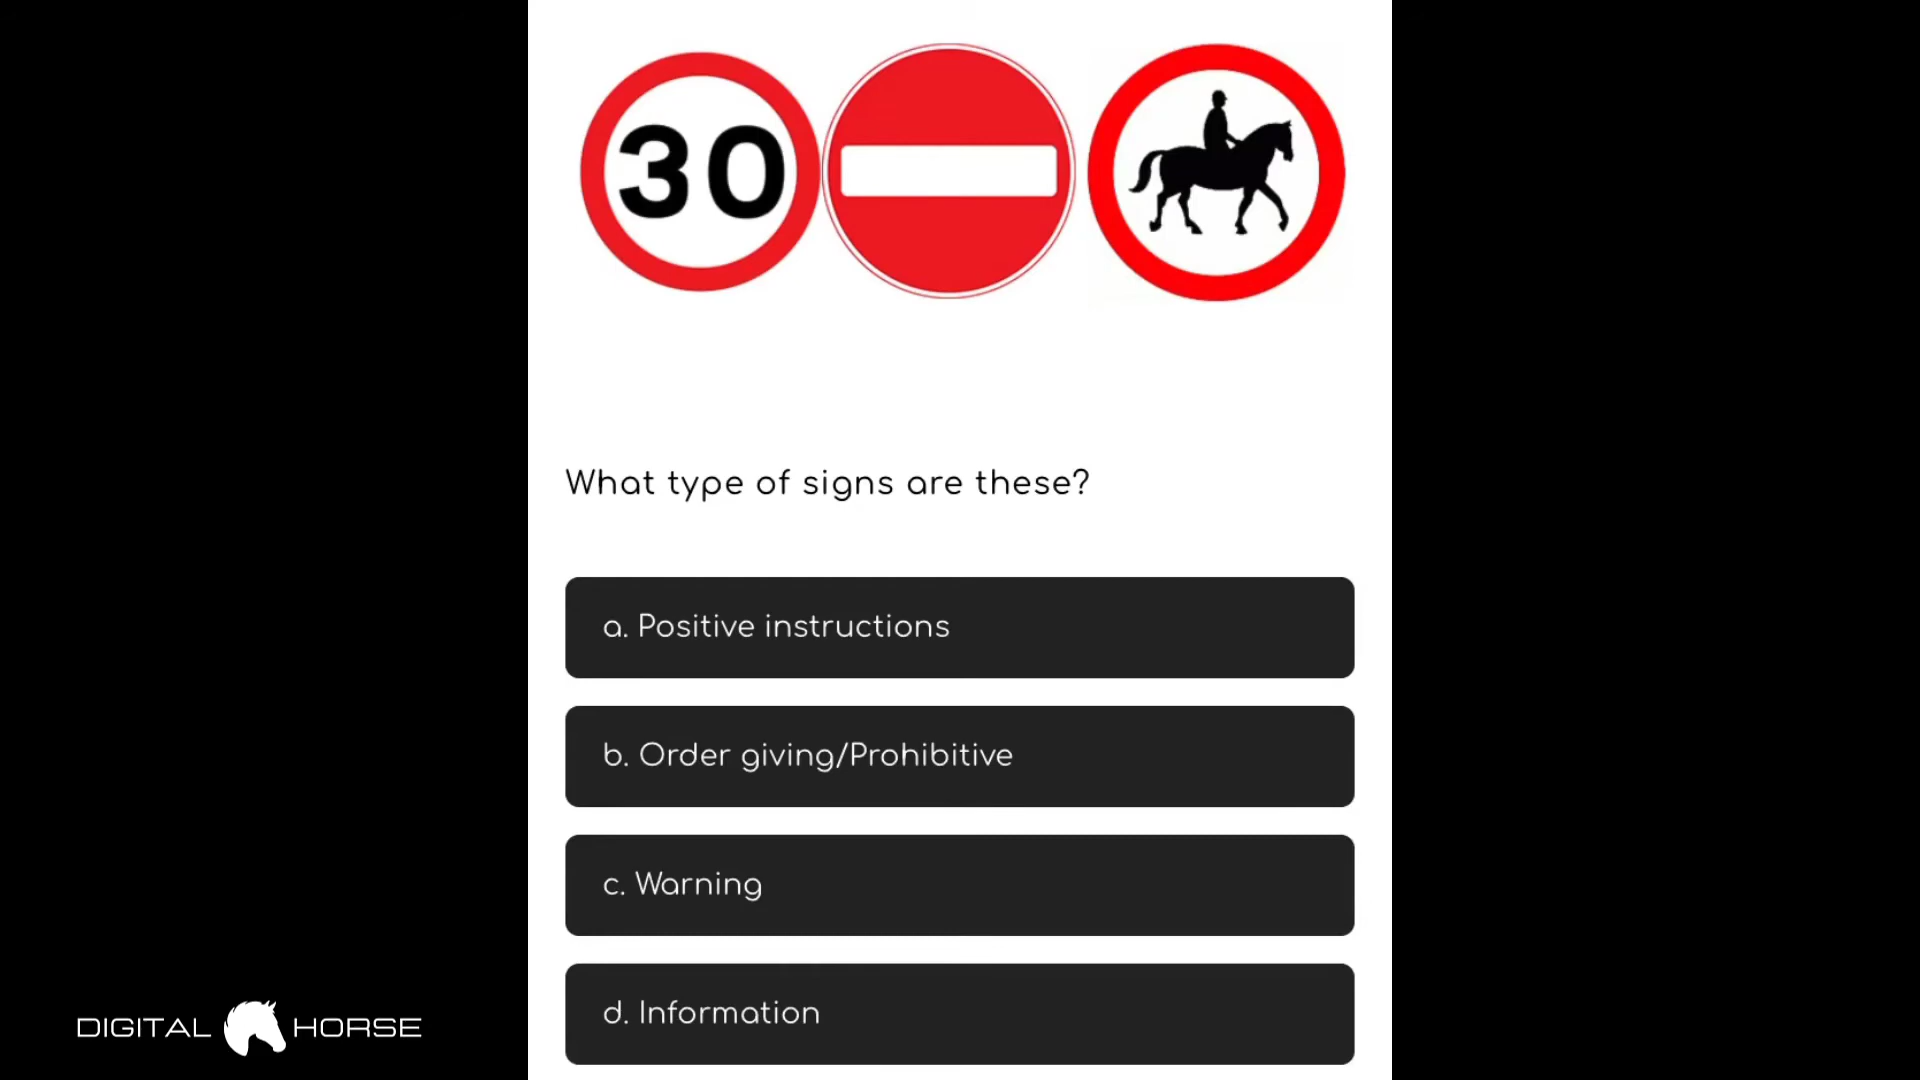 30
What type of signs are these?
a. Positive instructions
b. Order giving/Prohibitive
c. Warning
d. Information
DIGITAL HORSE